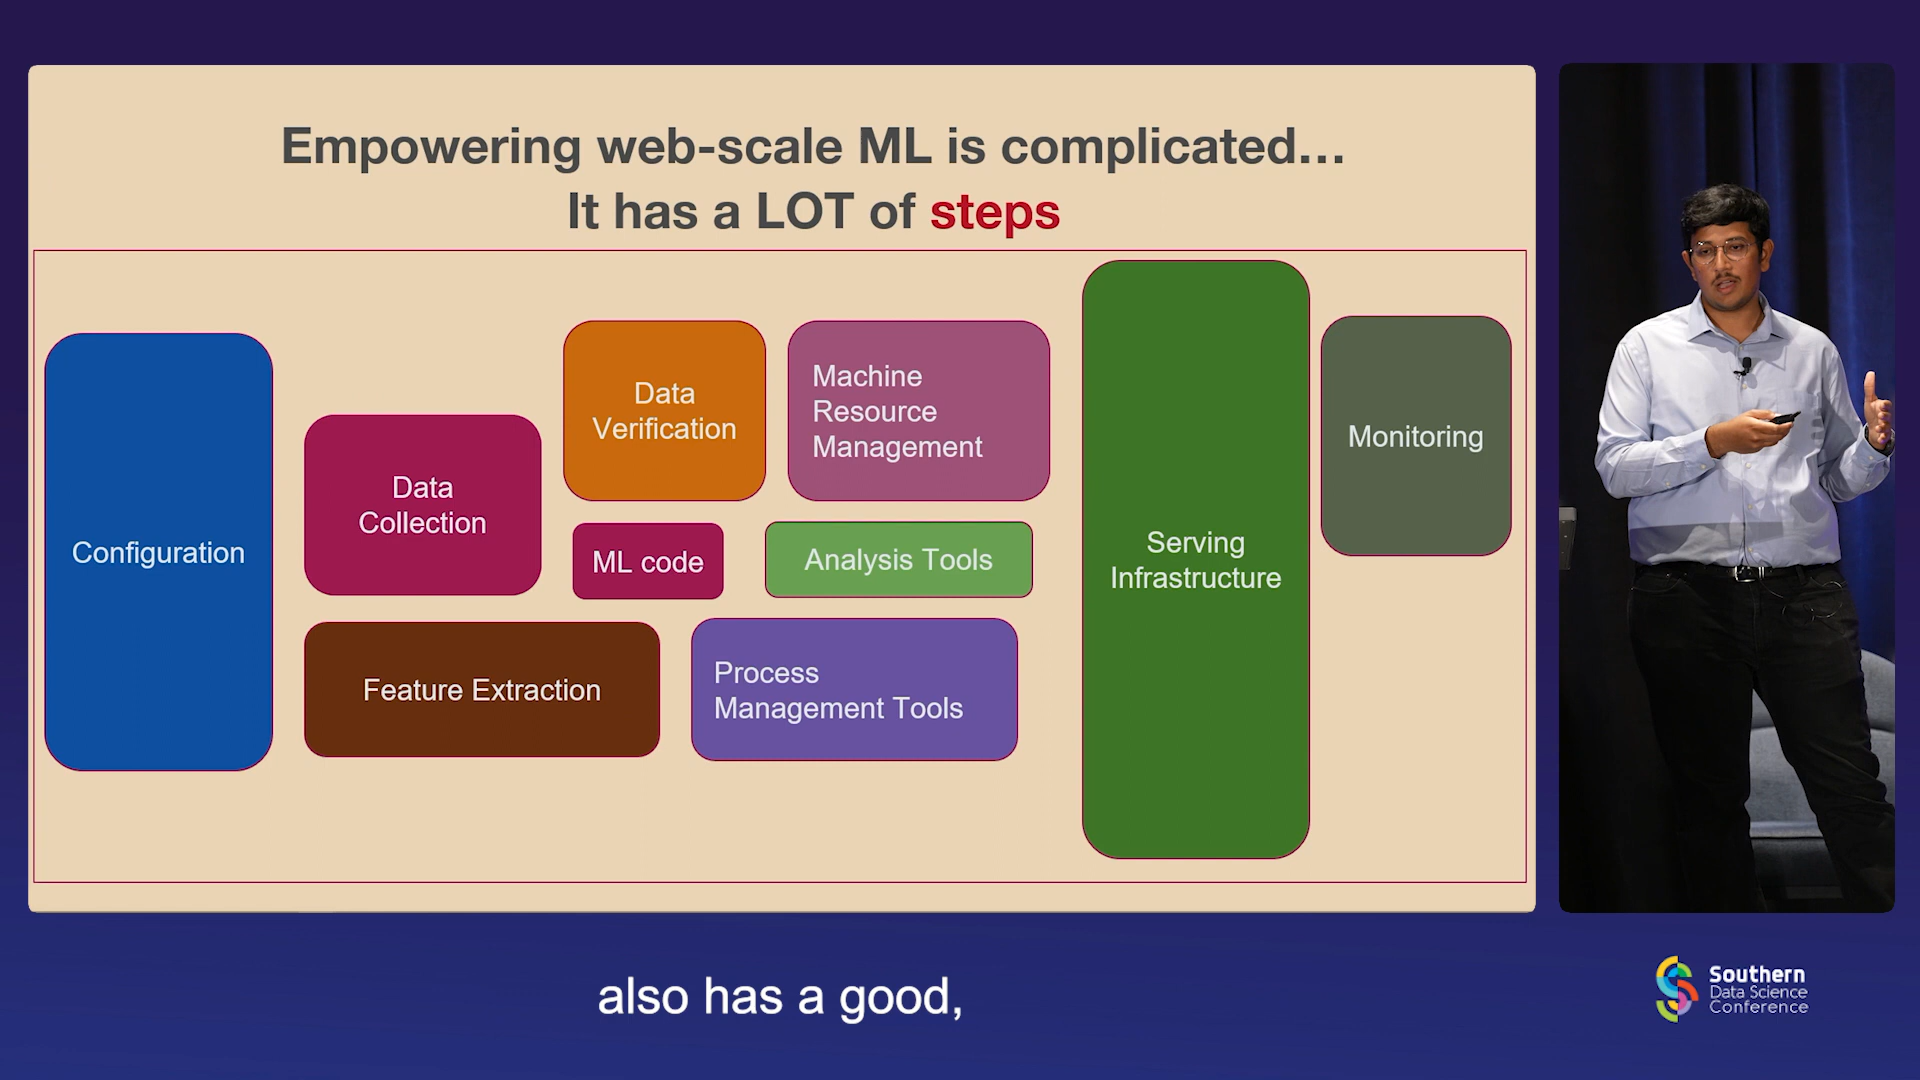 Empowering web-scale ML is complicated...
It has a LOT of steps
Configuration
Data
Collection
Feature Extraction
Data
Verification
ML code
Machine
Resource
Management
Analysis Tools
Process
Management Tools
Serving
Infrastructure
Monitoring
also has a good,
Southern
Data Science
Conference